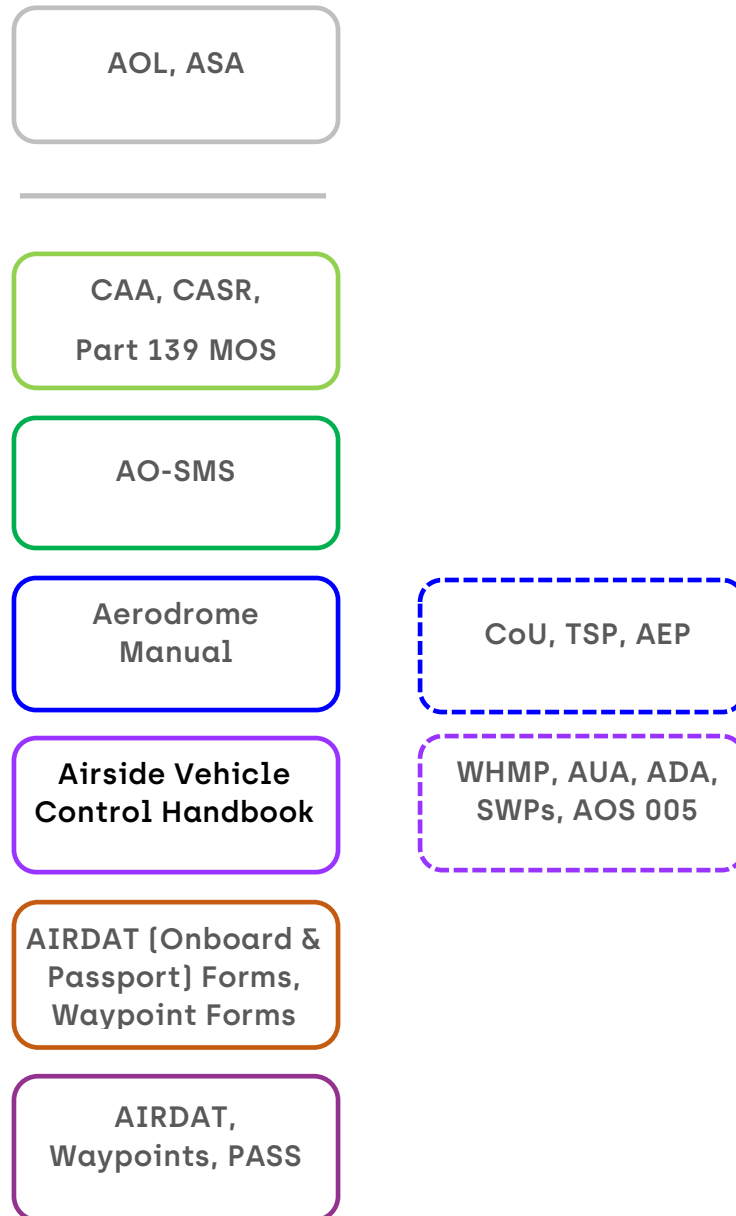 AOL, ASA
CAA, CASR,
Part 139 MOS
AO-SMS
Aerodrome
Manual
CoU, TSP, AEP
Airside Vehicle
Control Handbook
WHMP, AUA, ADA,
SWPs, AOS 005
AIRDAT (Onboard &
Passport) Forms,
Waypoint Forms
AIRDAT,
Waypoints, PASS